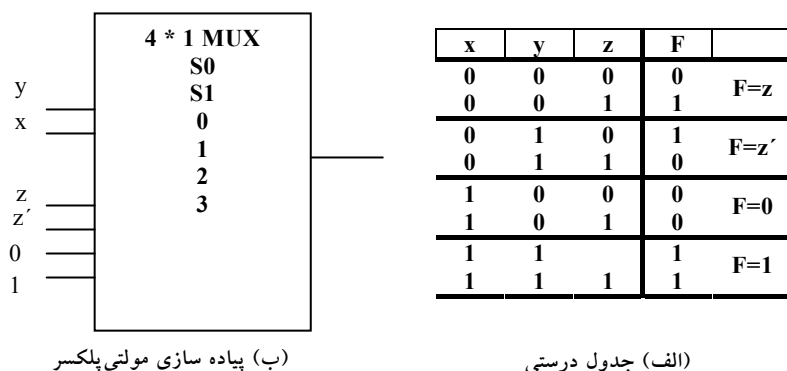 4 * 1 MUX
S0
S1
0
1
2
3
y
x
z
z´
0
1
(ب) پیاده سازی مولتی‌پلکسر
x y z F
0 0 0 0
F=z
0 0 1 1
0 1 0 1
F=z´
0 1 1 0
1 0 0 0
F=0
1 0 1 0
1 1 1
F=1
1 1 1 1
(الف) جدول درستی